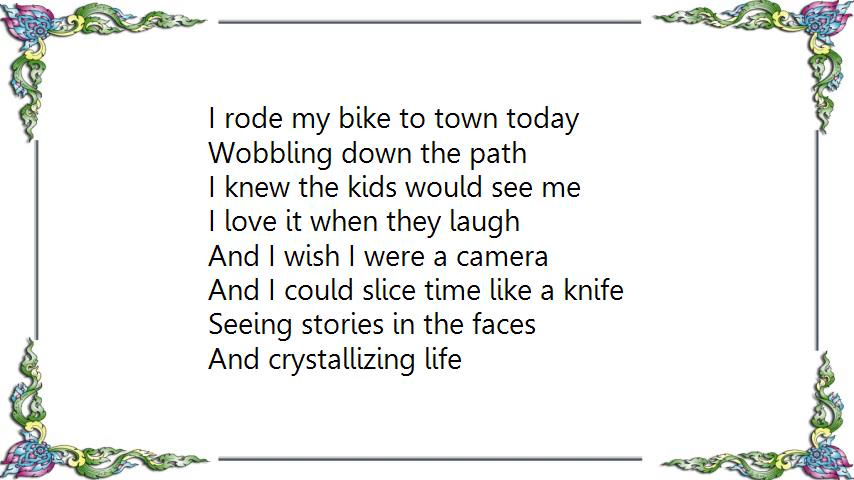 I rode my bike to town today
Wobbling down the path
I knew the kids would see me
I love it when they laugh
And I wish I were a camera
And I could slice time like a knife
Seeing stories in the faces
And crystallizing life